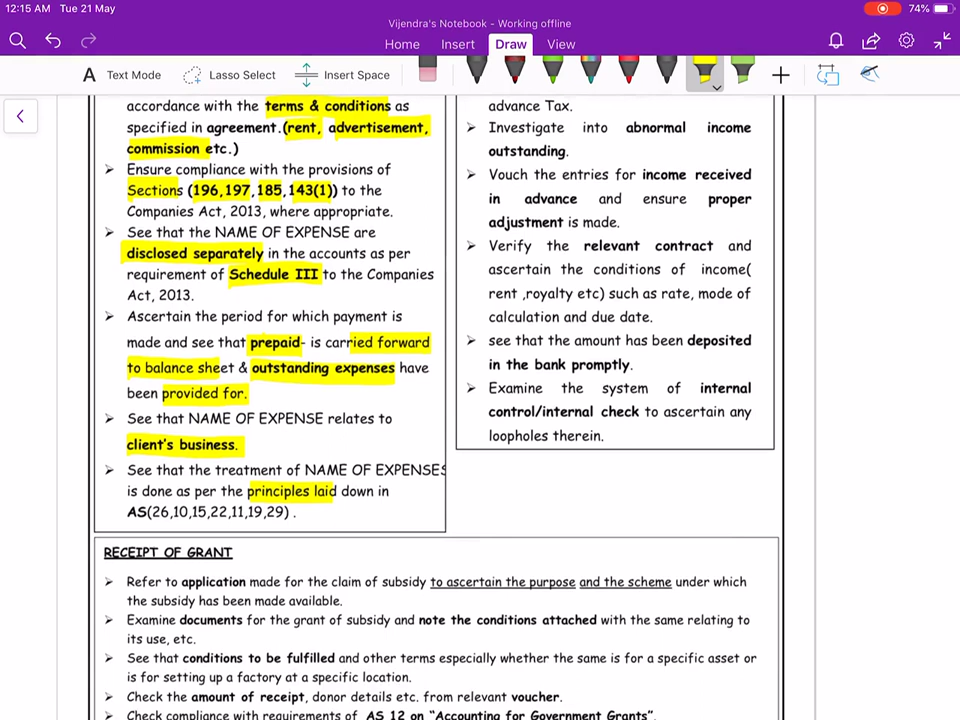 12:15 AM Tue 21 May
74%
Vijendra's Notebook - Working offline
Home Insert Draw View
Text Mode Lasso Select Insert Space
accordance with the terms & conditions as
specified in agreement.(rent, advertisement,
commission etc.)
➢ Ensure compliance with the provisions of
Sections (196,197,185,143(1)) to the
Companies Act, 2013, where appropriate.
➢ See that the NAME OF EXPENSE are
disclosed separately in the accounts as per
requirement of Schedule III to the Companies
Act, 2013.
➢ Ascertain the period for which payment is
made and see that prepaid- is carried forward
to balance sheet & outstanding expenses have
been provided for.
➢ See that NAME OF EXPENSE relates to
client's business.
➢ See that the treatment of NAME OF EXPENSES
is done as per the principles laid down in
AS(26,10,15,22,11,19,29) .
advance Tax.
➢ Investigate into abnormal income
outstanding.
➢ Vouch the entries for income received
in advance and ensure proper
adjustment is made.
➢ Verify the relevant contract and
ascertain the conditions of income(
rent ,royalty etc) such as rate, mode of
calculation and due date.
➢ see that the amount has been deposited
in the bank promptly.
➢ Examine the system of internal
control/internal check to ascertain any
loopholes therein.
RECEIPT OF GRANT
➢ Refer to application made for the claim of subsidy to ascertain the purpose and the scheme under which
the subsidy has been made available.
➢ Examine documents for the grant of subsidy and note the conditions attached with the same relating to
its use, etc.
➢ See that conditions to be fulfilled and other terms especially whether the same is for a specific asset or
is for setting up a factory at a specific location.
➢ Check the amount of receipt, donor details etc. from relevant voucher.
➢ Check compliance with requirements of AS 12 on "Accounting for Government Grants".